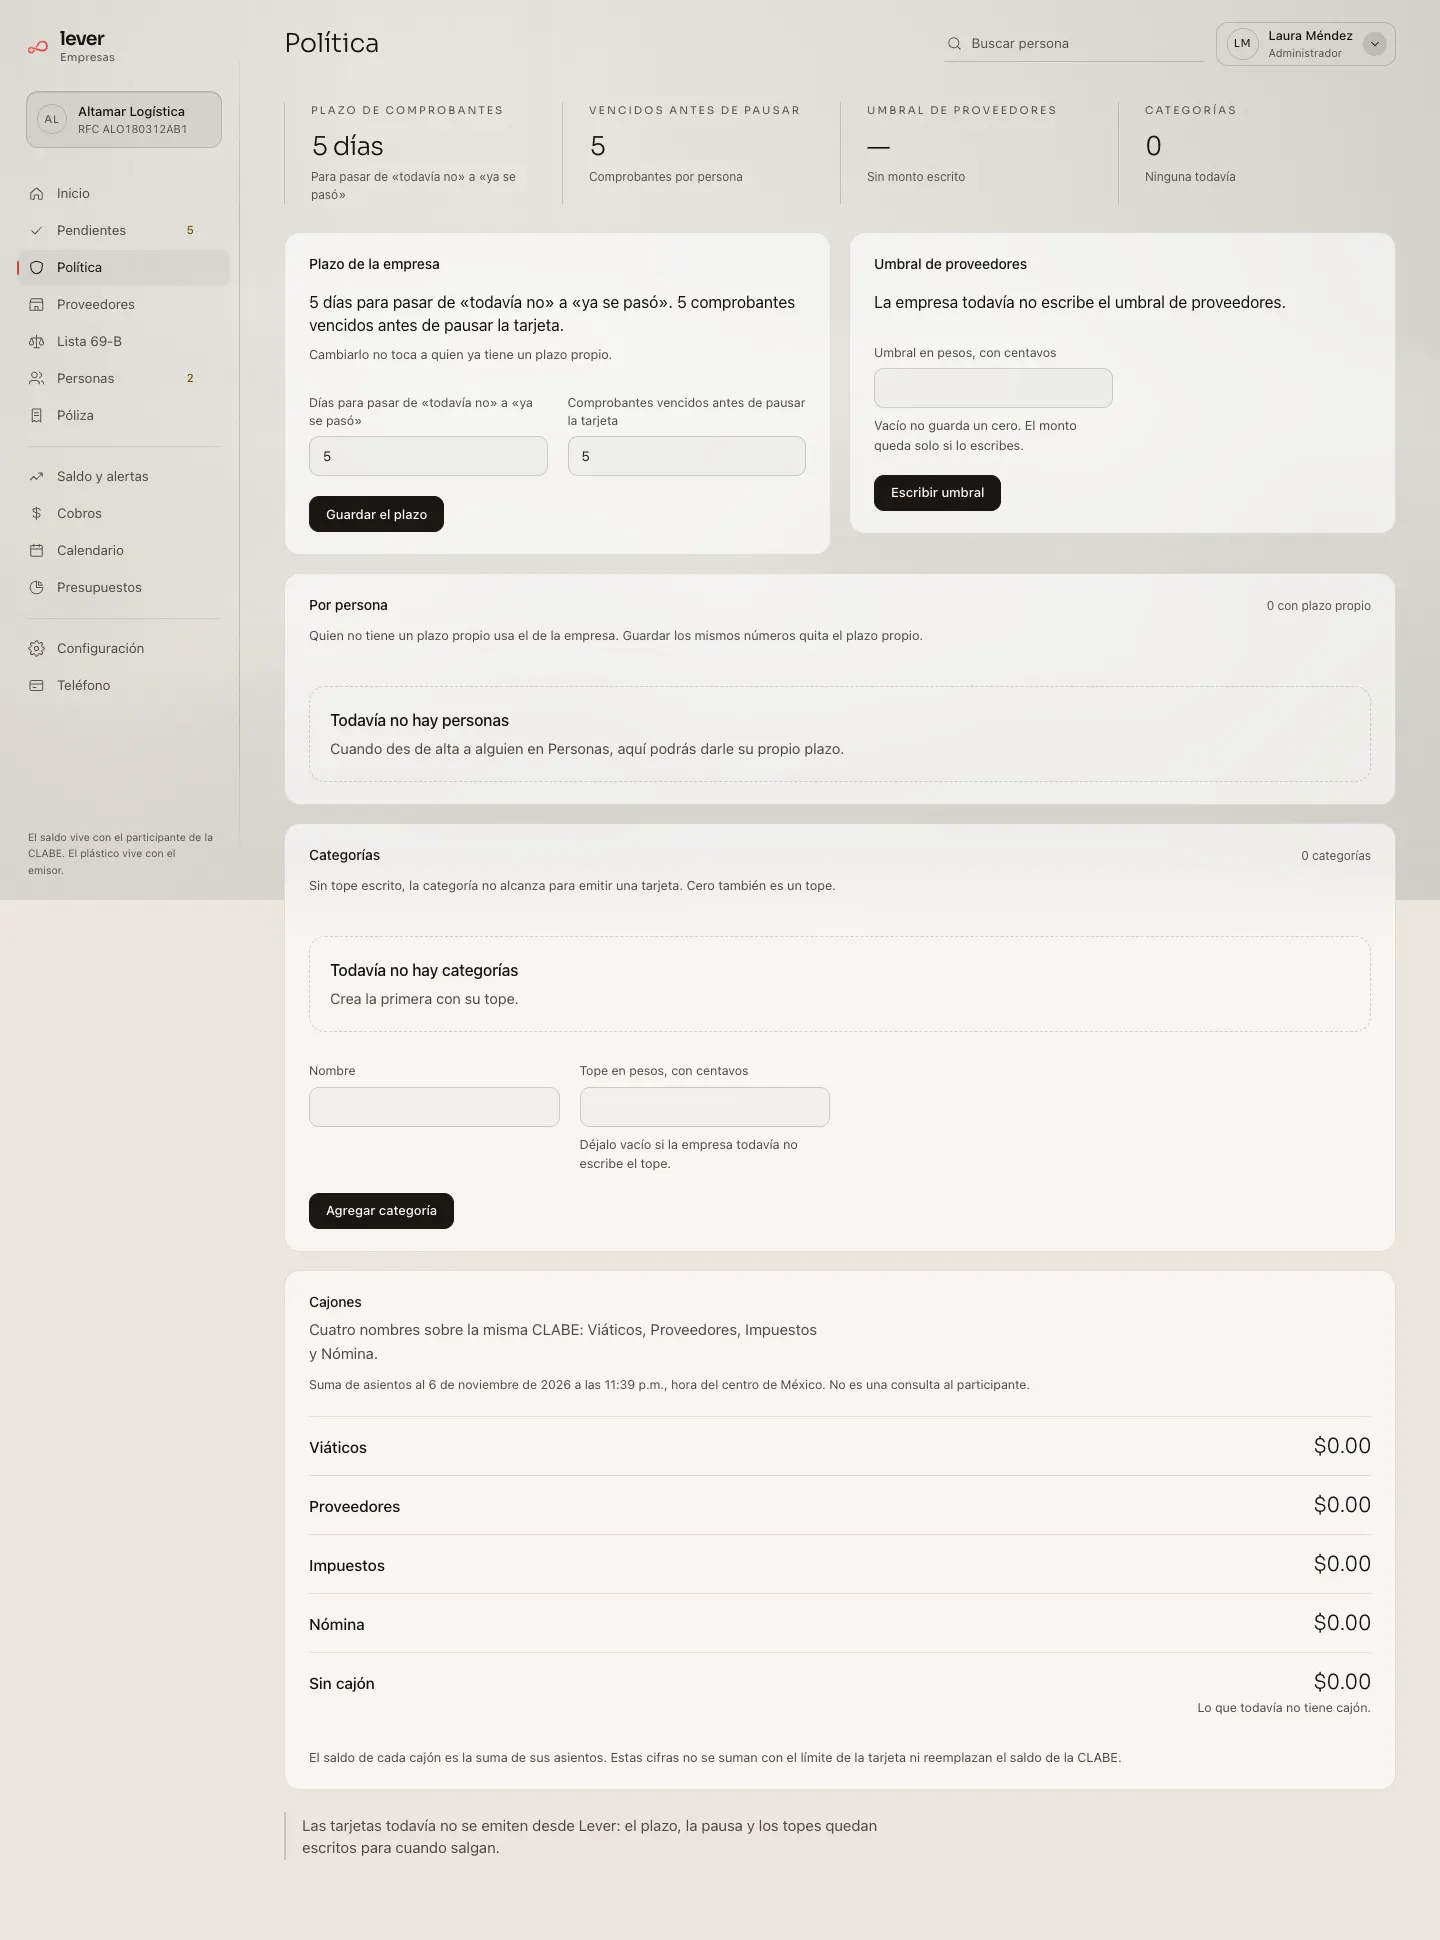 lever
Empresas
AL
Altamar Logística
RFC ALO180312AB1
Inicio
Pendientes 5
Política
Proveedores
Lista 69-B
Personas 2
Póliza
Saldo y alertas
Cobros
Calendario
Presupuestos
Configuración
Teléfono
El saldo vive con el participante de la
CLABE. El plástico vive con el
emisor.
Política
Buscar persona
LM
Laura Méndez
Administrador
PLAZO DE COMPROBANTES
5 días
Para pasar de «todavía no» a «ya se
pasó»
VENCIDOS ANTES DE PAUSAR
5
Comprobantes por persona
UMBRAL DE PROVEEDORES
—
Sin monto escrito
CATEGORÍAS
0
Ninguna todavía
Plazo de la empresa
5 días para pasar de «todavía no» a «ya se pasó». 5 comprobantes
vencidos antes de pausar la tarjeta.
Cambiarlo no toca a quien ya tiene un plazo propio.
Días para pasar de «todavía no» a «ya
se pasó»
5
Comprobantes vencidos antes de pausar
la tarjeta
5
Guardar el plazo
Umbral de proveedores
La empresa todavía no escribe el umbral de proveedores.
Umbral en pesos, con centavos
Vacío no guarda un cero. El monto
queda solo si lo escribes.
Escribir umbral
Por persona
0 con plazo propio
Quien no tiene un plazo propio usa el de la empresa. Guardar los mismos números quita el plazo propio.
Todavía no hay personas
Cuando des de alta a alguien en Personas, aquí podrás darle su propio plazo.
Categorías
0 categorías
Sin tope escrito, la categoría no alcanza para emitir una tarjeta. Cero también es un tope.
Todavía no hay categorías
Crea la primera con su tope.
Nombre
Tope en pesos, con centavos
Déjalo vacío si la empresa todavía no
escribe el tope.
Agregar categoría
Cajones
Cuatro nombres sobre la misma CLABE: Viáticos, Proveedores, Impuestos
y Nómina.
Suma de asientos al 6 de noviembre de 2026 a las 11:39 p.m., hora del centro de México. No es una consulta al participante.
Viáticos $0.00
Proveedores $0.00
Impuestos $0.00
Nómina $0.00
Sin cajón $0.00
Lo que todavía no tiene cajón.
El saldo de cada cajón es la suma de sus asientos. Estas cifras no se suman con el límite de la tarjeta ni reemplazan el saldo de la CLABE.
Las tarjetas todavía no se emiten desde Lever: el plazo, la pausa y los topes quedan
escritos para cuando salgan.